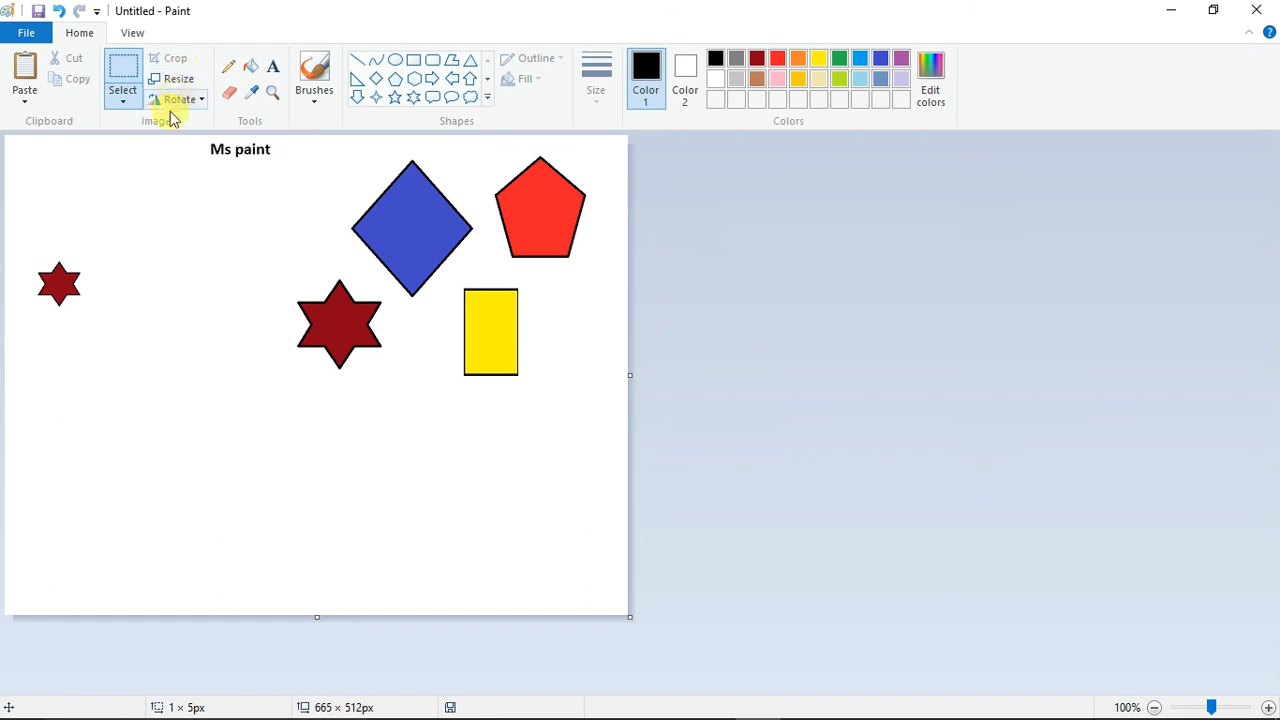 Untitled - Paint
File
Home
View
Paste
Cut
Copy
Clipboard
Select
Crop
Resize
Rotate
Image
A
Tools
Brushes
Outline
Fill
Shapes
Size
Color
1
Color
2
Edit
colors
Colors
Ms paint
1 × 5px
665 × 512px
100%